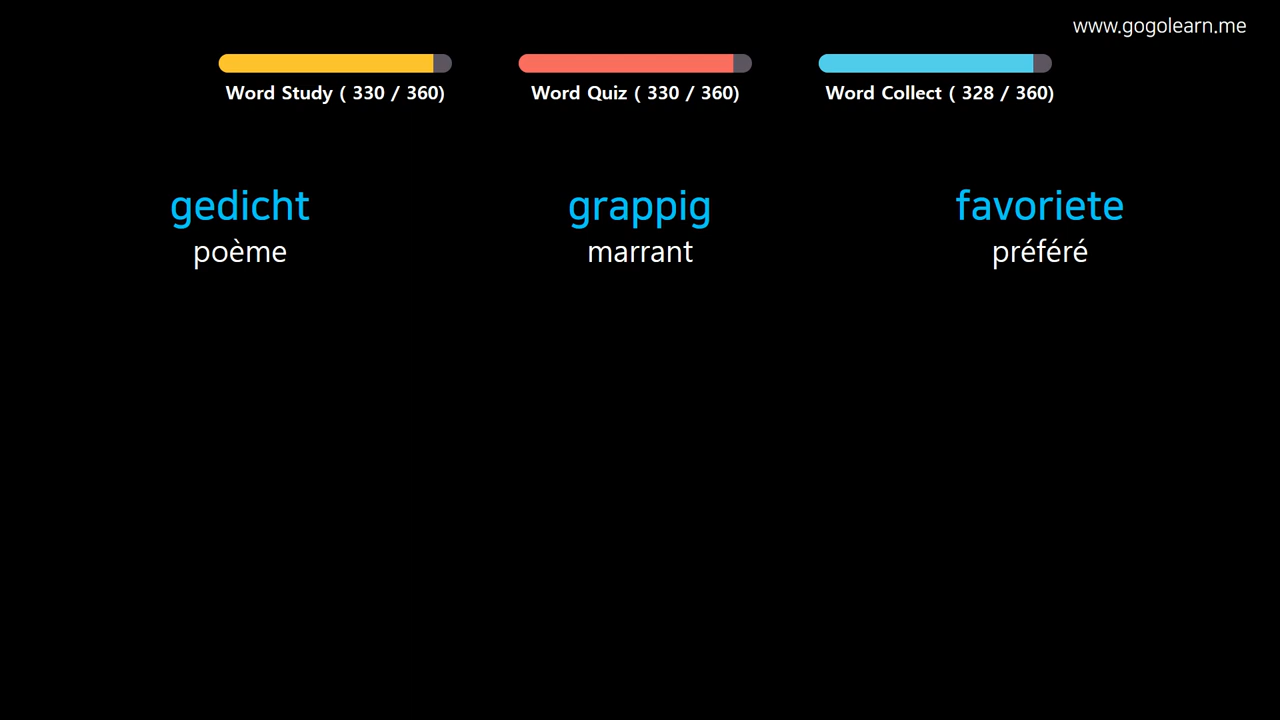 www.gogolearn.me
Word Study ( 330 / 360)
Word Quiz ( 330 / 360)
Word Collect ( 328 / 360)
gedicht
poème
grappig
marrant
favoriete
préféré